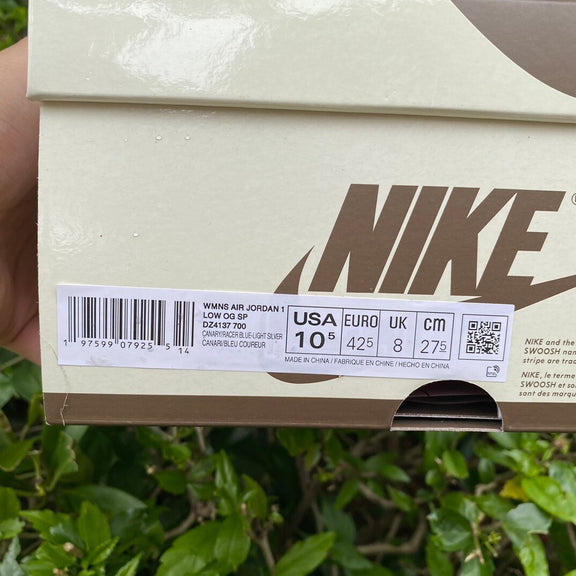 NIKE
WMNS AIR JORDAN 1
LOW OG SP
DZ4137 700
CANARY/RACER BLUE-LIGHT SILVER
CANARI/BLEU COUREUR
1 97599 07925 5 14
USA EURO UK cm
10.5 42.5 8 27.5
MADE IN CHINA / FABRIQUE EN CHINE / HECHO EN CHINA
NIKE and the
SWOOSH nam
stripe are trad
NIKE, le terme
SWOOSH et so
sont des marqu